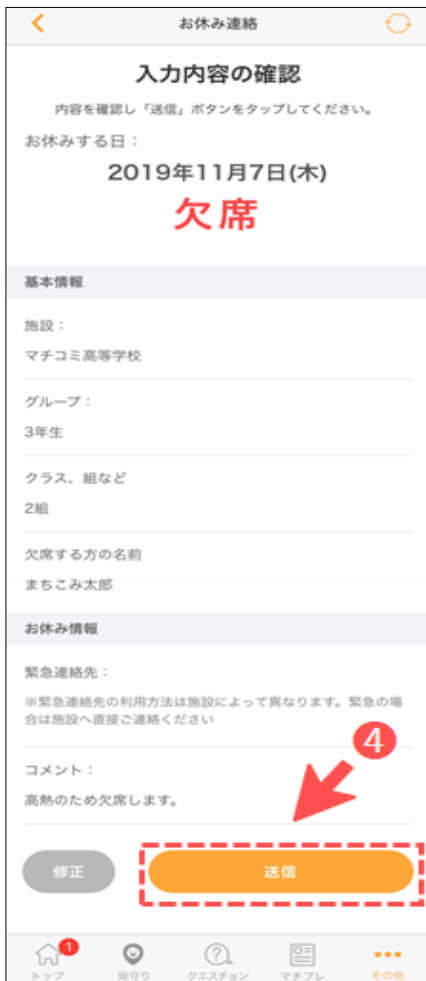 お休み連絡
入力内容の確認
内容を確認し「送信」ボタンをタップしてください。
お休みする日：
2019年11月7日(木)
欠席
基本情報
施設：
マチコミ高等学校
グループ：
3年生
クラス、組など
2組
欠席する方の名前
まちこみ太郎
お休み情報
緊急連絡先：
※緊急連絡先の利用方法は施設によって異なります。緊急の場
合は施設へ直接ご連絡ください
4
コメント：
高熱のため欠席します。
修正
送信
1
トップ
見守り
クエスチョン
マチプレ
その他